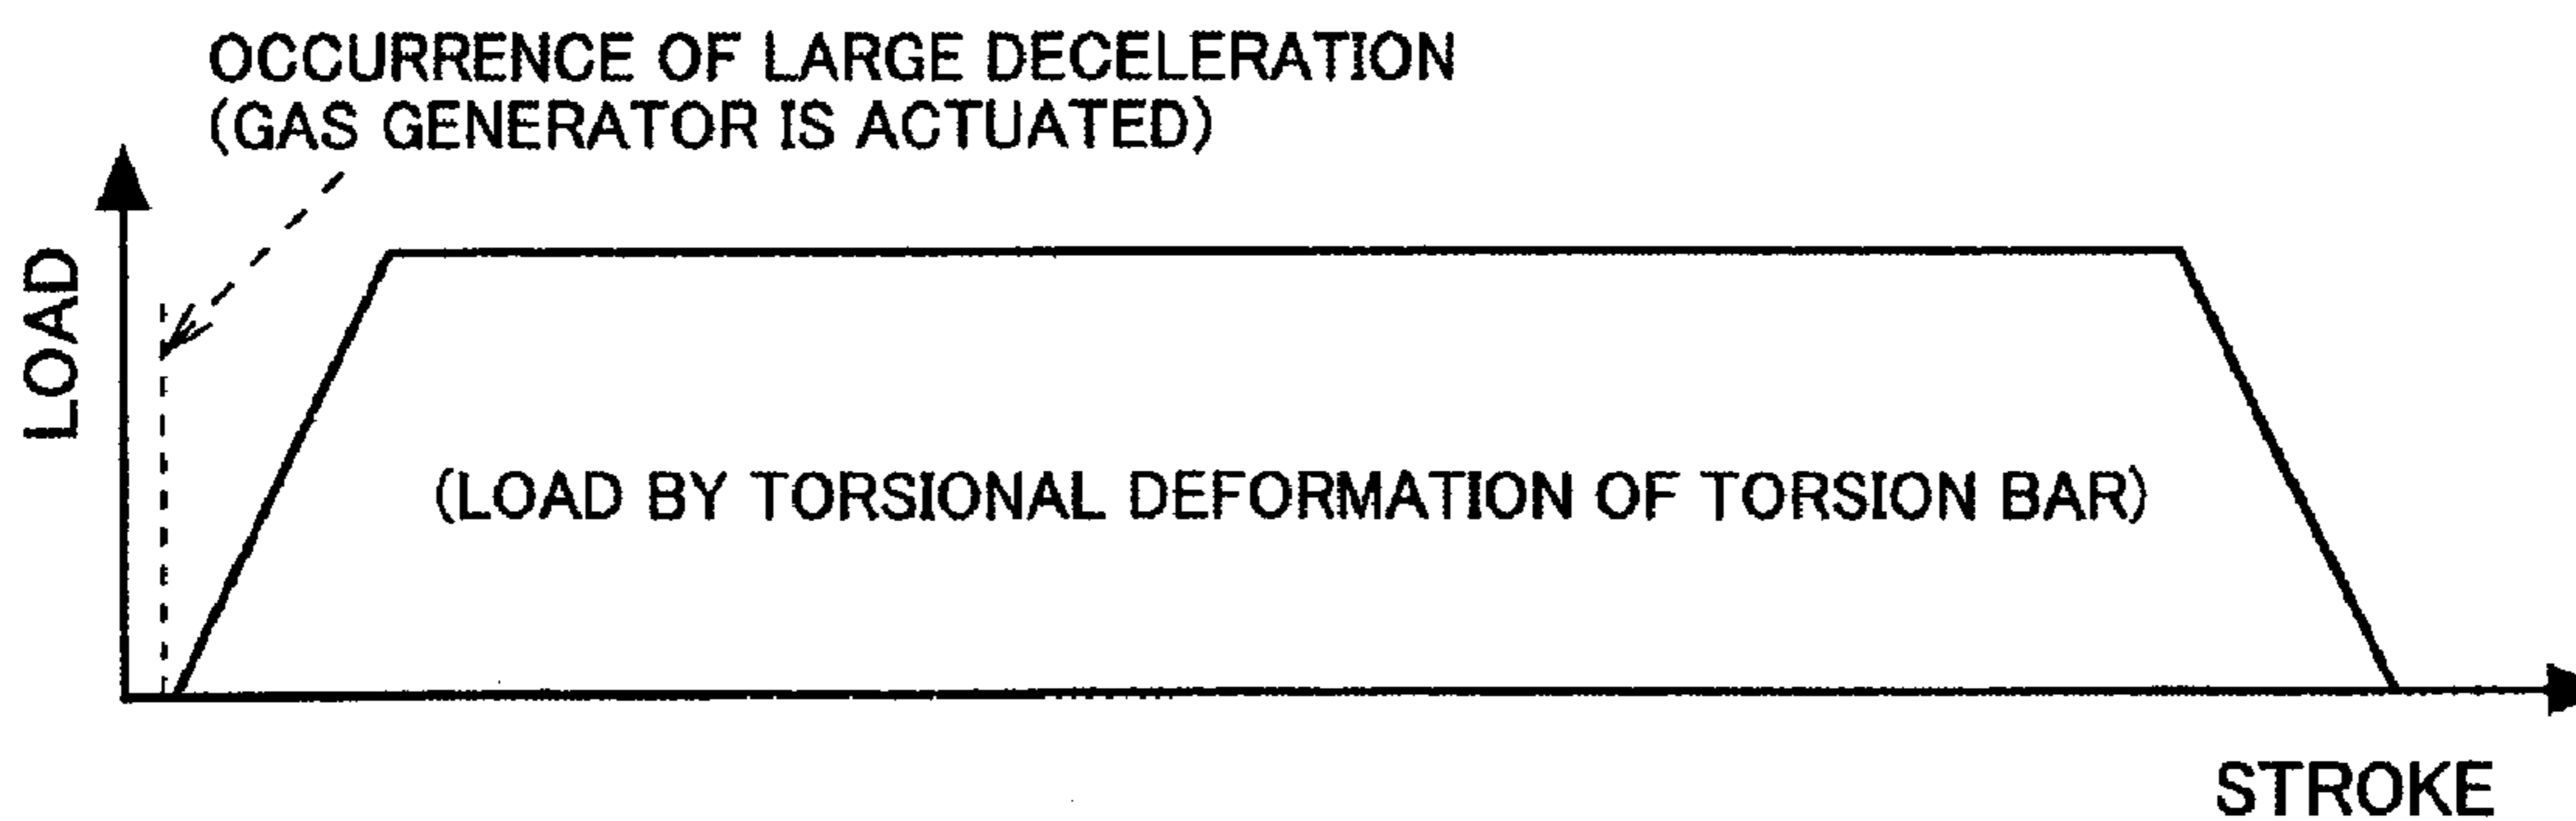 OCCURRENCE OF LARGE DECELERATION
(GAS GENERATOR IS ACTUATED)
LOAD
(LOAD BY TORSIONAL DEFORMATION OF TORSION BAR)
STROKE